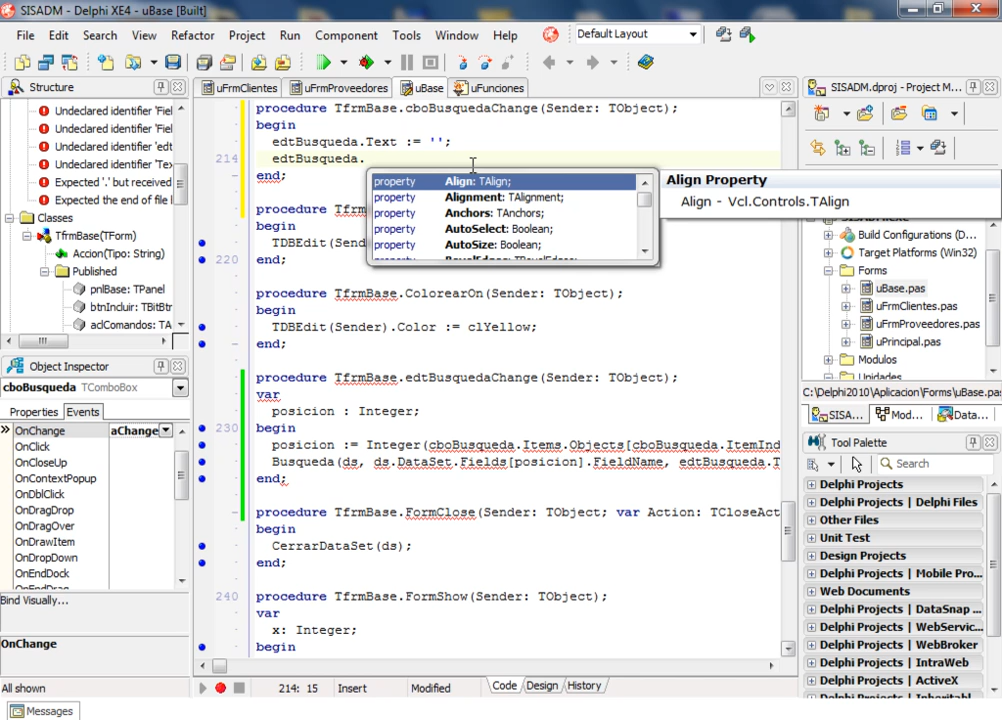 SISADM - Delphi XE4 - uBase [Built]
File Edit Search View Refactor Project Run Component Tools Window Help
Default Layout
Structure
Undeclared identifier 'Fiel
Undeclared identifier 'Fiel
Undeclared identifier 'edt
Undeclared identifier 'Tex
Expected '.' but received
Expected the end of file l
Classes
TfrmBase(TForm)
Accion(Tipo: String)
Published
pnlBase: TPanel
btnIncluir: TBitBtr
aclComandos: TA
Object Inspector
cboBusqueda TComboBox
Properties Events
OnChange aChange
OnClick
OnCloseUp
OnContextPopup
OnDblClick
OnDragDrop
OnDragOver
OnDrawItem
OnDropDown
OnEndDock
OnEndDrag
Bind Visually...
OnChange
All shown
Messages
uFrmClientes uFrmProveedores uBase uFunciones
procedure TfrmBase.cboBusquedaChange(Sender: TObject);
begin
edtBusqueda.Text := '';
214 edtBusqueda.
end;
property Align: TAlign;
property Alignment: TAlignment;
property Anchors: TAnchors;
property AutoSelect: Boolean;
property AutoSize: Boolean;
Align Property
Align - Vcl.Controls.TAlign
procedure Tfrm
begin
TDBEdit(Send
220 end;
procedure TfrmBase.ColorearOn(Sender: TObject);
begin
TDBEdit(Sender).Color := clYellow;
end;
procedure TfrmBase.edtBusquedaChange(Sender: TObject);
var
posicion : Integer;
230 begin
posicion := Integer(cboBusqueda.Items.Objects[cboBusqueda.ItemInd
Busqueda(ds, ds.DataSet.Fields[posicion].FieldName, edtBusqueda.T
end;
procedure TfrmBase.FormClose(Sender: TObject; var Action: TCloseAct
begin
CerrarDataSet(ds);
end;
240 procedure TfrmBase.FormShow(Sender: TObject);
var
x: Integer;
begin
214: 15 Insert Modified Code Design History
SISADM.dproj - Project M...
Build Configurations (D...
Target Platforms (Win32)
Forms
uBase.pas
uFrmClientes.pas
uFrmProveedores.pas
uPrincipal.pas
Modulos
Unidades
C:\Delphi2010\Aplicacion\Forms\uBase.pas
SISA... Mod... Data...
Tool Palette
Search
Delphi Projects
Delphi Projects | Delphi Files
Other Files
Unit Test
Design Projects
Delphi Projects | Mobile Pro...
Web Documents
Delphi Projects | DataSnap ...
Delphi Projects | WebServic...
Delphi Projects | WebBroker
Delphi Projects | IntraWeb
Delphi Projects | ActiveX